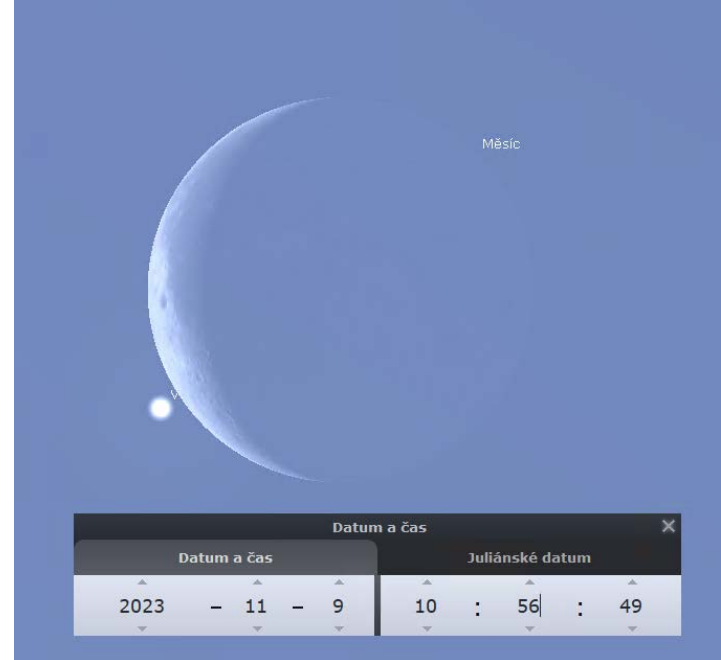 Měsíc
V
Datum a čas
Datum a čas Juliánské datum
2023 - 11 - 9 10 : 56 : 49